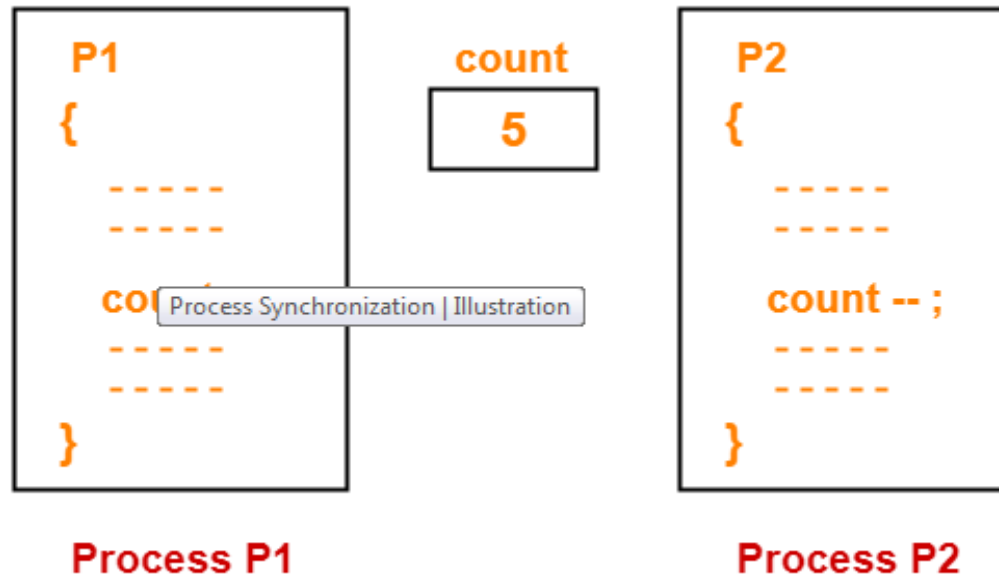 P1
{
- - - - -
- - - - -
- - - - -
- - - - -
}
Process P1
count
5
Process Synchronization | Illustration
P2
{
- - - - -
- - - - -
count -- ;
- - - - -
- - - - -
}
Process P2